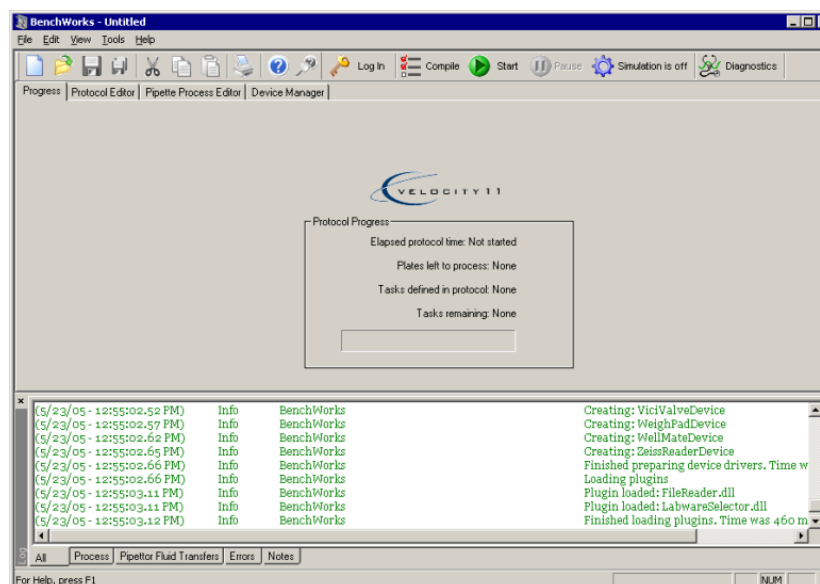 BenchWorks - Untitled
File Edit View Tools Help
Log In Compile Start Pause Simulation is off Diagnostics
Progress Protocol Editor Pipette Process Editor Device Manager
VELOCITY11
Protocol Progress
Elapsed protocol time: Not started
Plates left to process: None
Tasks defined in protocol: None
Tasks remaining: None
(5/23/05 - 12:55:02.52 PM) Info BenchWorks Creating: ViciValveDevice
(5/23/05 - 12:55:02.57 PM) Info BenchWorks Creating: WeighPadDevice
(5/23/05 - 12:55:02.62 PM) Info BenchWorks Creating: WellMateDevice
(5/23/05 - 12:55:02.65 PM) Info BenchWorks Creating: ZeissReaderDevice
(5/23/05 - 12:55:02.66 PM) Info BenchWorks Finished preparing device drivers. Time w
(5/23/05 - 12:55:02.66 PM) Info BenchWorks Loading plugins
(5/23/05 - 12:55:03.11 PM) Info BenchWorks Plugin loaded: FileReader.dll
(5/23/05 - 12:55:03.11 PM) Info BenchWorks Plugin loaded: LabwareSelector.dll
(5/23/05 - 12:55:03.12 PM) Info BenchWorks Finished loading plugins. Time was 460 m
Log
All Process Pipettor Fluid Transfers Errors Notes
For Help, press F1 NUM